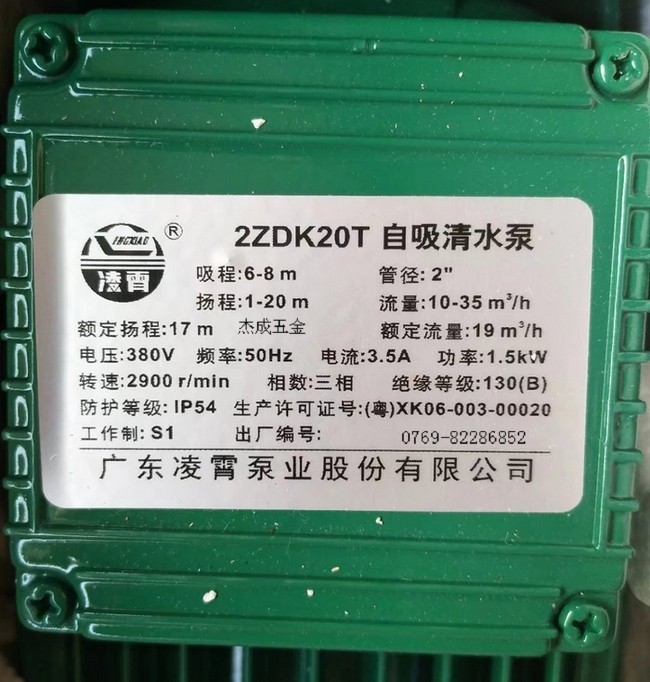 LINGXIAO
凌霄
®
2ZDK20T 自吸清水泵
吸程:6-8 m 管径:2"
扬程:1-20 m 流量:10-35 m³/h
额定扬程:17 m 杰成五金 额定流量:19 m³/h
电压:380V 频率:50Hz 电流:3.5A 功率:1.5kW
转速:2900 r/min 相数:三相 绝缘等级:130(B)
防护等级: IP54 生产许可证号:(粤)XK06-003-00020
工作制: S1 出厂编号: 0769-82286852
广东凌霄泵业股份有限公司